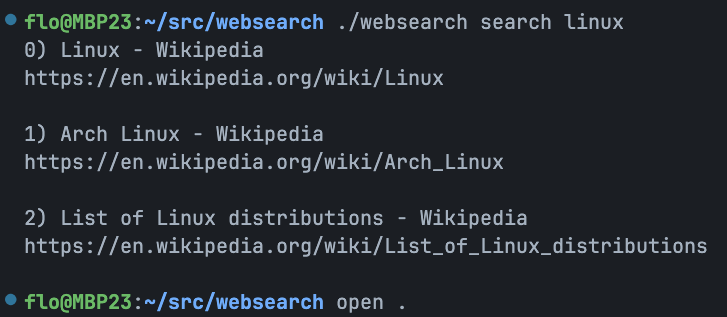 flo@MBP23:~/src/websearch ./websearch search linux
0) Linux - Wikipedia
https://en.wikipedia.org/wiki/Linux
1) Arch Linux - Wikipedia
https://en.wikipedia.org/wiki/Arch_Linux
2) List of Linux distributions - Wikipedia
https://en.wikipedia.org/wiki/List_of_Linux_distributions
flo@MBP23:~/src/websearch open .